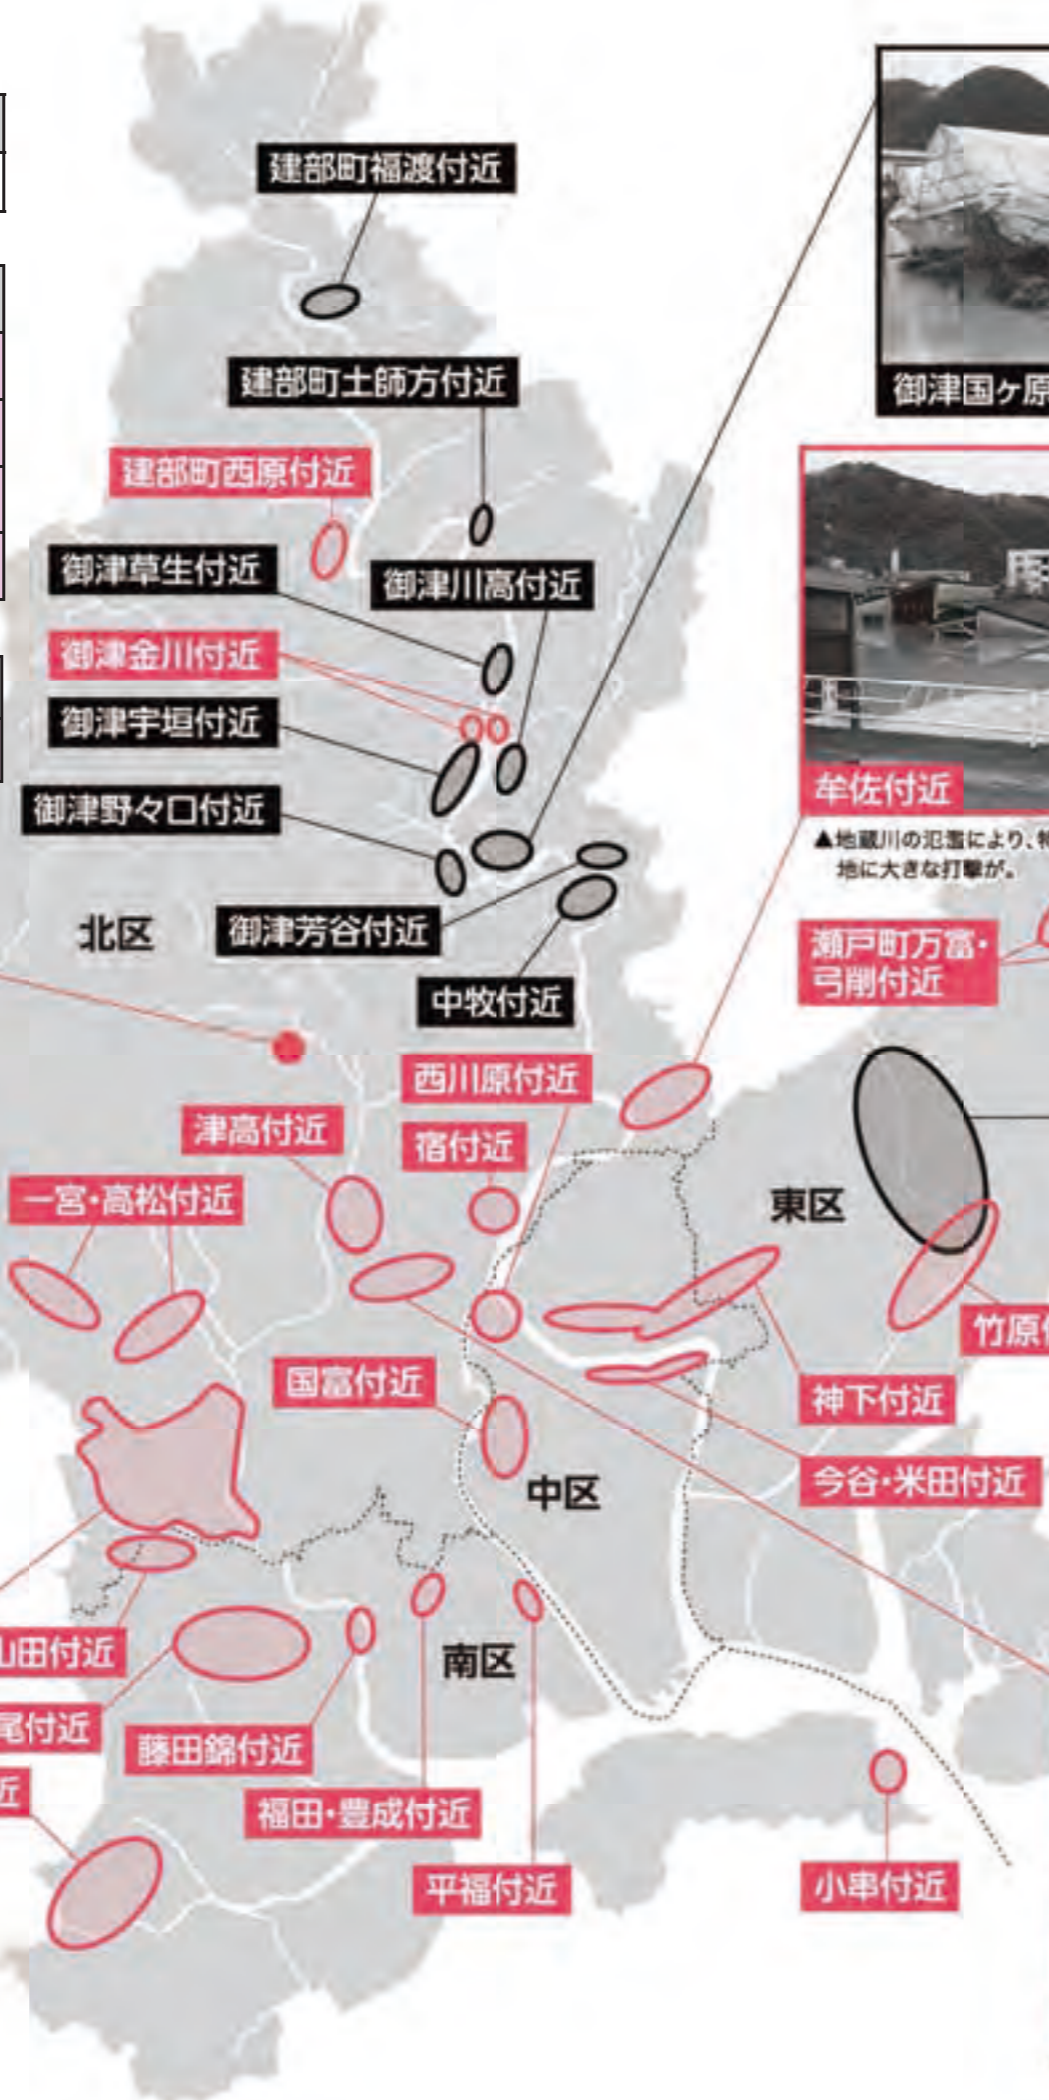 建部町福渡付近
建部町土師方付近
御津国ヶ原
建部町西原付近
御津草生付近
御津川高付近
御津金川付近
御津宇垣付近
牟佐付近
御津野々口付近
▲地蔵川の氾濫により、
地に大きな打撃が。
北区
御津芳谷付近
瀬戸町万富・
弓削付近
中牧付近
西川原付近
津高付近
宿付近
一宮・高松付近
東区
竹原
国富付近
神下付近
中区
今谷・米田付近
山田付近
南区
尾付近
藤田錦付近
近
福田・豊成付近
平福付近
小串付近